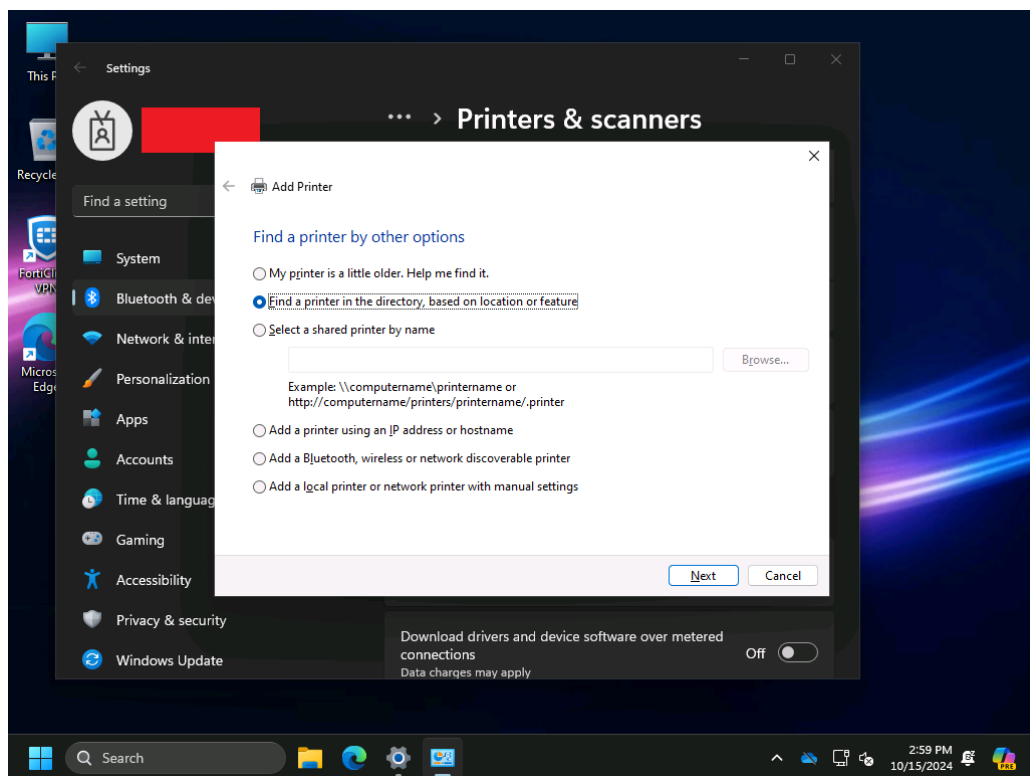 This P
Recycle
FortiCli
VPN
Micros
Edge
Settings
••• > Printers & scanners
Find a setting
System
Bluetooth & dev
Network & inter
Personalization
Apps
Accounts
Time & languag
Gaming
Accessibility
Privacy & security
Windows Update
Add Printer
Find a printer by other options
My printer is a little older. Help me find it.
Find a printer in the directory, based on location or feature
Select a shared printer by name
Browse...
Example: \\computername\printername or
http://computername/printers/printername/.printer
Add a printer using an IP address or hostname
Add a Bluetooth, wireless or network discoverable printer
Add a local printer or network printer with manual settings
Next Cancel
Download drivers and device software over metered
connections
Data charges may apply
Off
Search
2:59 PM
10/15/2024
PRE